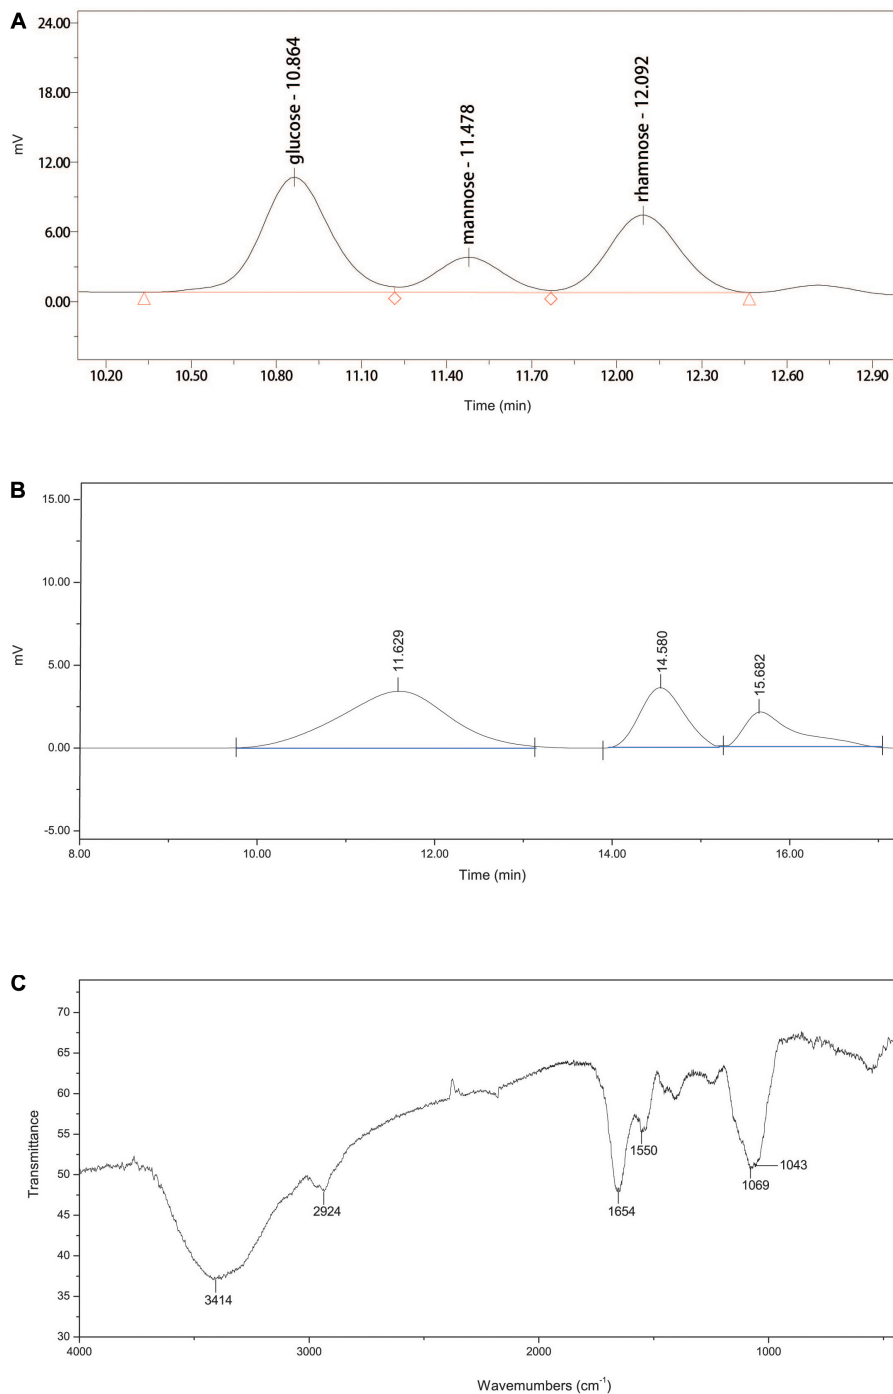 A
24.00
18.00
12.00
6.00
0.00
mV
glucose - 10.864
mannose - 11.478
rhamnose - 12.092
10.20 10.50 10.80 11.10 11.40 11.70 12.00 12.30 12.60 12.90
Time (min)
B
15.00
10.00
5.00
0.00
-5.00
mV
11.629
14.580
15.682
8.00 10.00 12.00 14.00 16.00
Time (min)
C
70
65
60
55
50
45
40
35
30
Transmittance
3414
2924
1654
1550
1069
1043
4000 3000 2000 1000
Wavemumbers (cm⁻¹)